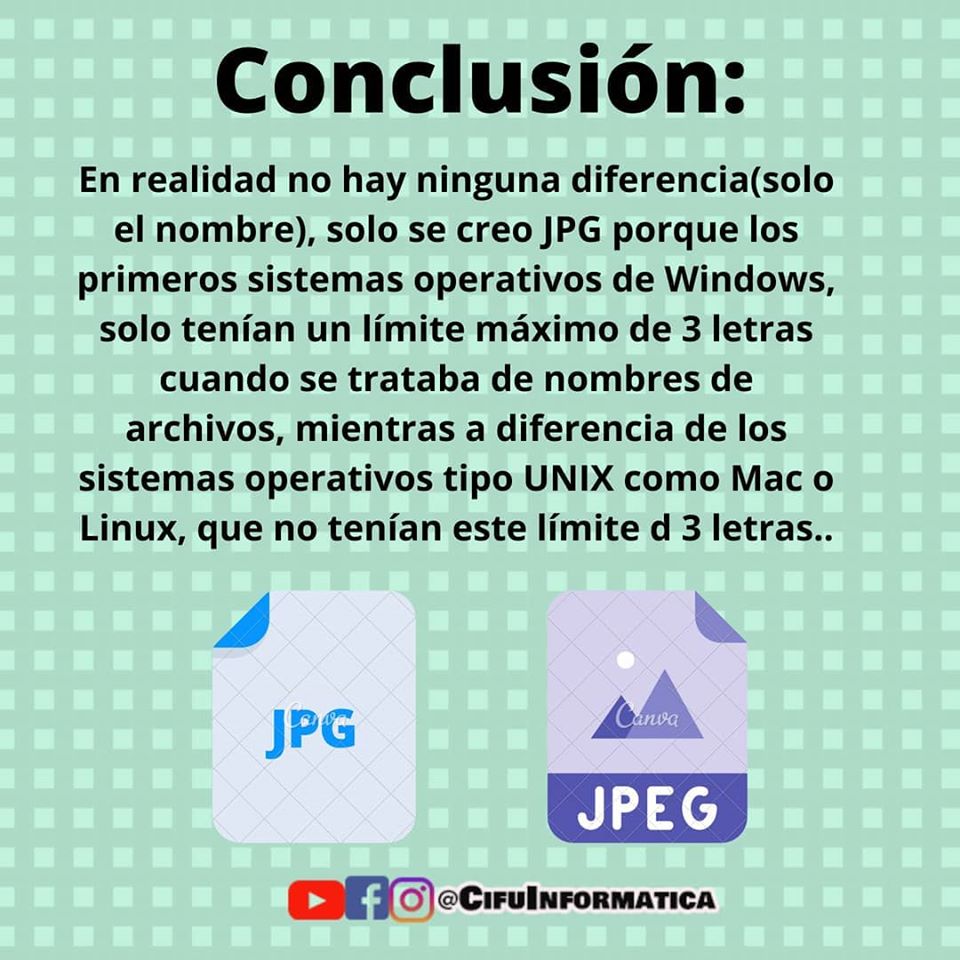 Conclusión:
En realidad no hay ninguna diferencia(solo
el nombre), solo se creo JPG porque los
primeros sistemas operativos de Windows,
solo tenían un límite máximo de 3 letras
cuando se trataba de nombres de
archivos, mientras a diferencia de los
sistemas operativos tipo UNIX como Mac o
Linux, que no tenían este límite d 3 letras..
JPG
Canva
Canva
JPEG
@CifuInformatica